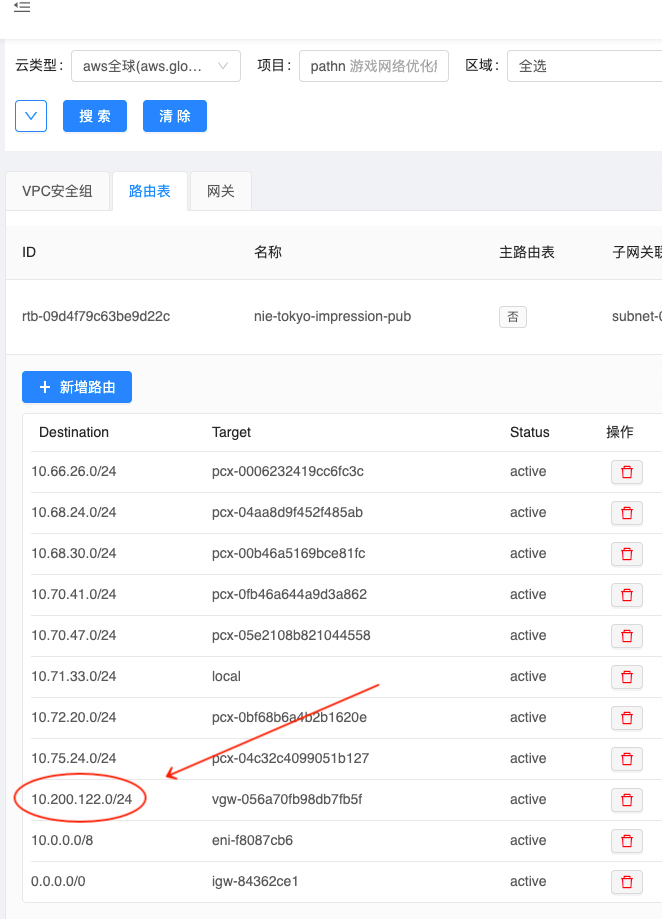 云类型： aws全球(aws.glo... 项目： pathn 游戏网络优化 区域： 全选
搜 索 清 除
VPC安全组 路由表 网关
ID 名称 主路由表 子网关联
rtb-09d4f79c63be9d22c nie-tokyo-impression-pub 否 subnet-0
+ 新增路由
Destination Target Status 操作
10.66.26.0/24 pcx-0006232419cc6fc3c active
10.68.24.0/24 pcx-04aa8d9f452f485ab active
10.68.30.0/24 pcx-00b46a5169bce81fc active
10.70.41.0/24 pcx-0fb46a644a9d3a862 active
10.70.47.0/24 pcx-05e2108b821044558 active
10.71.33.0/24 local active
10.72.20.0/24 pcx-0bf68b6a4b2b1620e active
10.75.24.0/24 pcx-04c32c4099051b127 active
10.200.122.0/24 vgw-056a70fb98db7fb5f active
10.0.0.0/8 eni-f8087cb6 active
0.0.0.0/0 igw-84362ce1 active